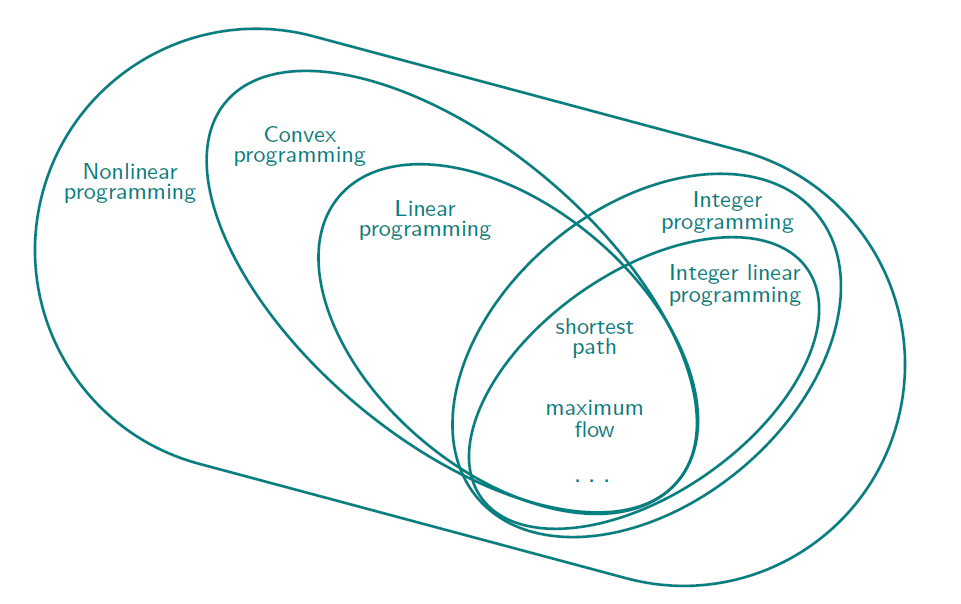 Nonlinear
programming
Convex
programming
Linear
programming
Integer
programming
Integer linear
programming
shortest
path
maximum
flow
. . .